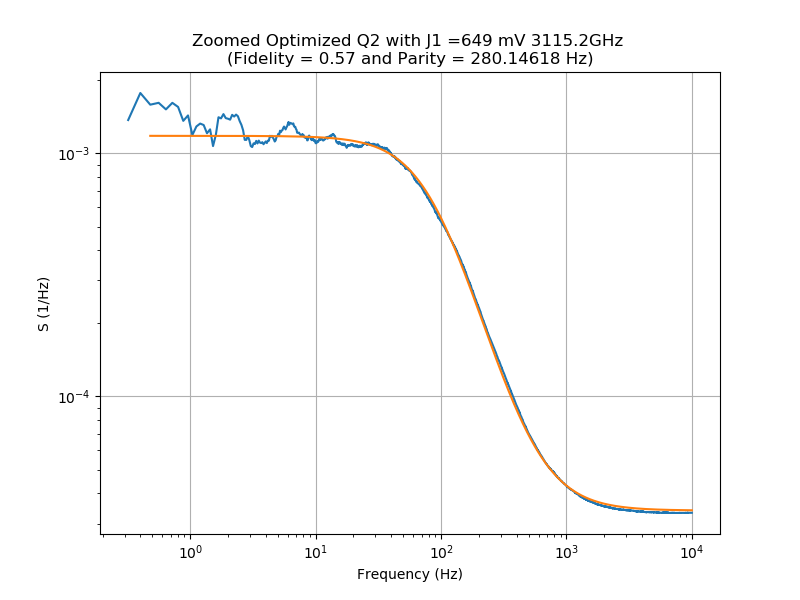 Zoomed Optimized Q2 with J1 =649 mV 3115.2GHz
(Fidelity = 0.57 and Parity = 280.14618 Hz)
S (1/Hz)
10⁻³
10⁻⁴
10⁰ 10¹ 10² 10³ 10⁴
Frequency (Hz)